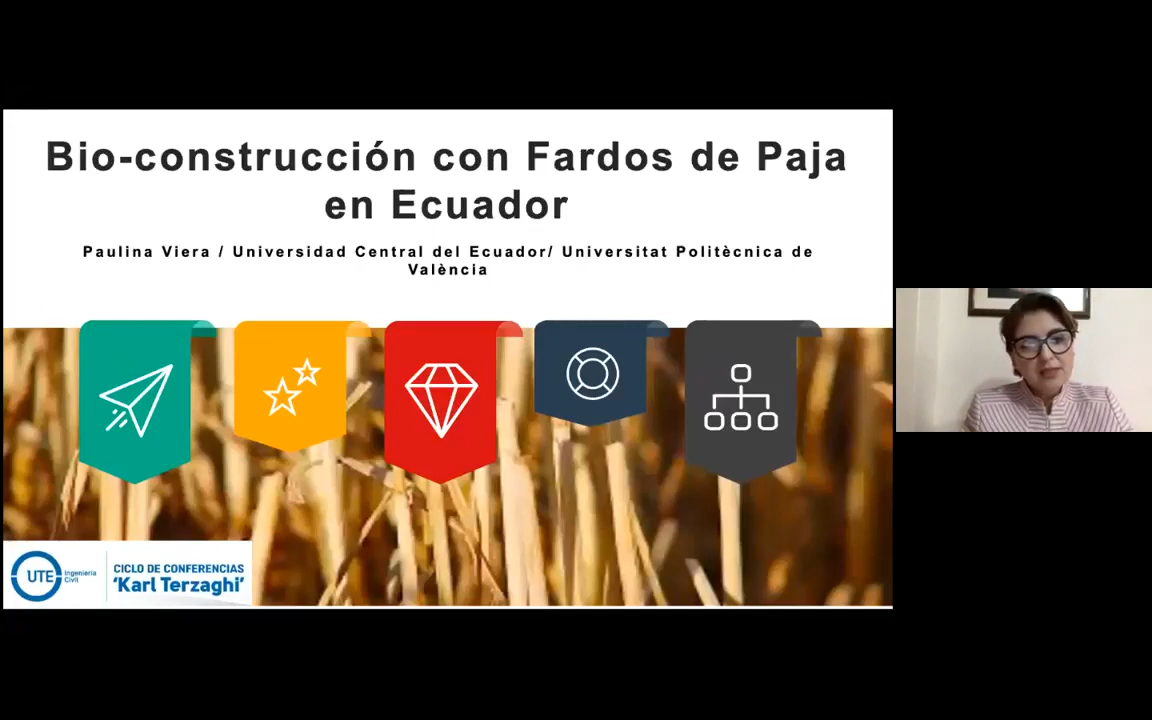 Bio-construcción con Fardos de Paja
en Ecuador
Paulina Viera / Universidad Central del Ecuador/ Universitat Politècnica de
València
UTE
Ingeniería
Civil
CICLO DE CONFERENCIAS
'Karl Terzaghi'